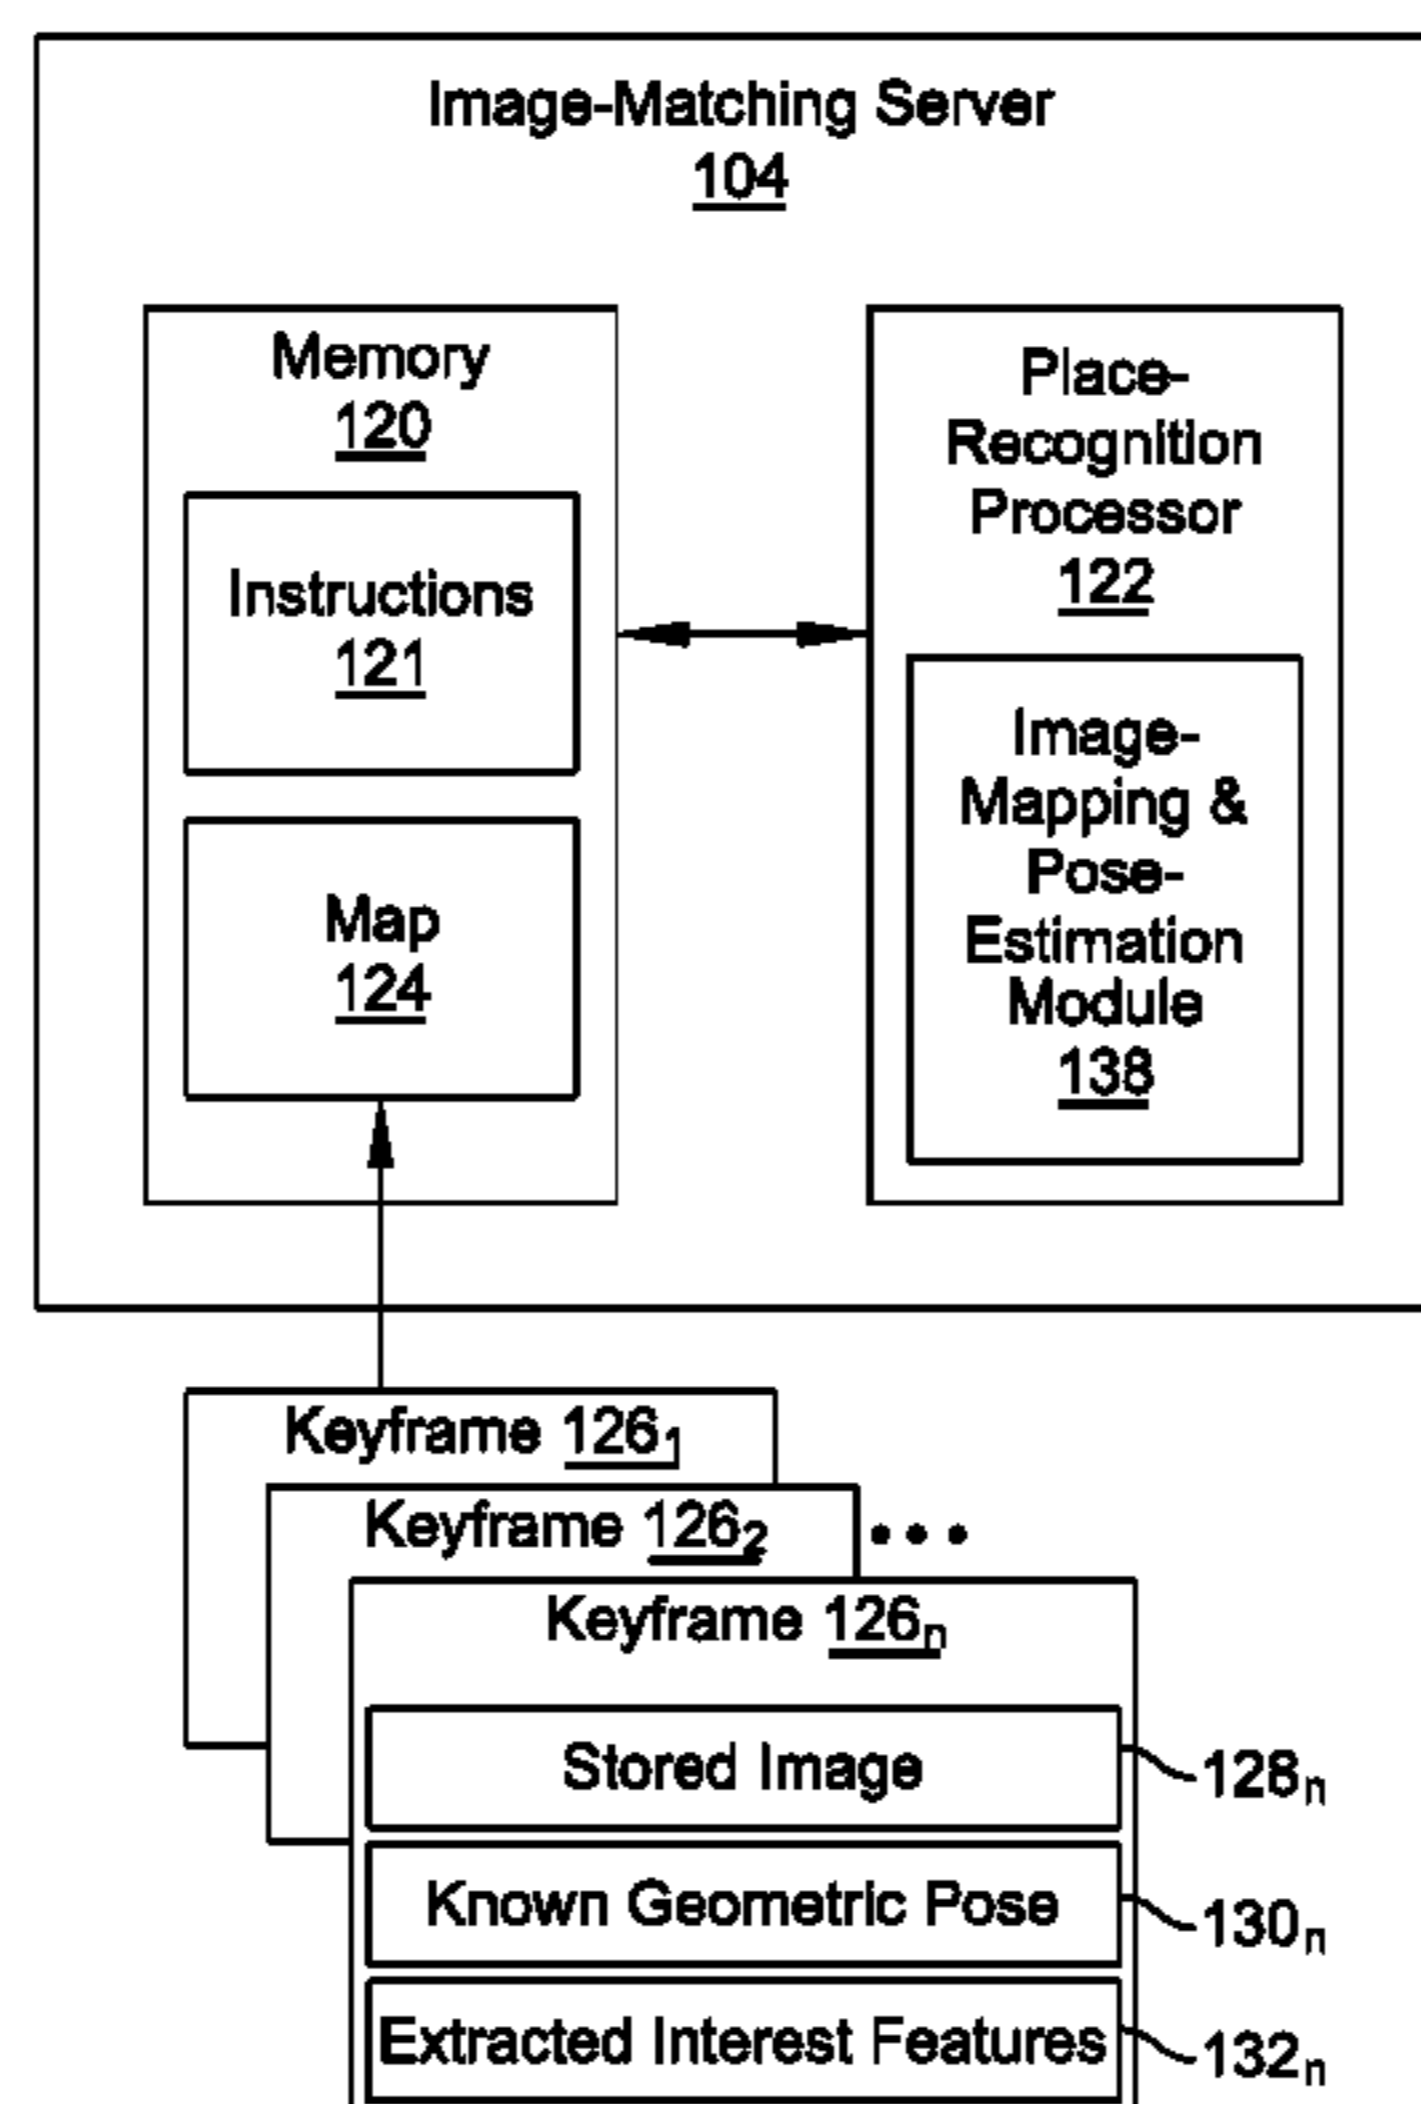 Image-Matching Server
104
Memory
120
Instructions
121
Map
124
Place-
Recognition
Processor
122
Image-
Mapping &
Pose-
Estimation
Module
138
Keyframe 126₁
Keyframe 126₂
Keyframe 126ₙ
Stored Image
128ₙ
Known Geometric Pose
130ₙ
Extracted Interest Features
132ₙ